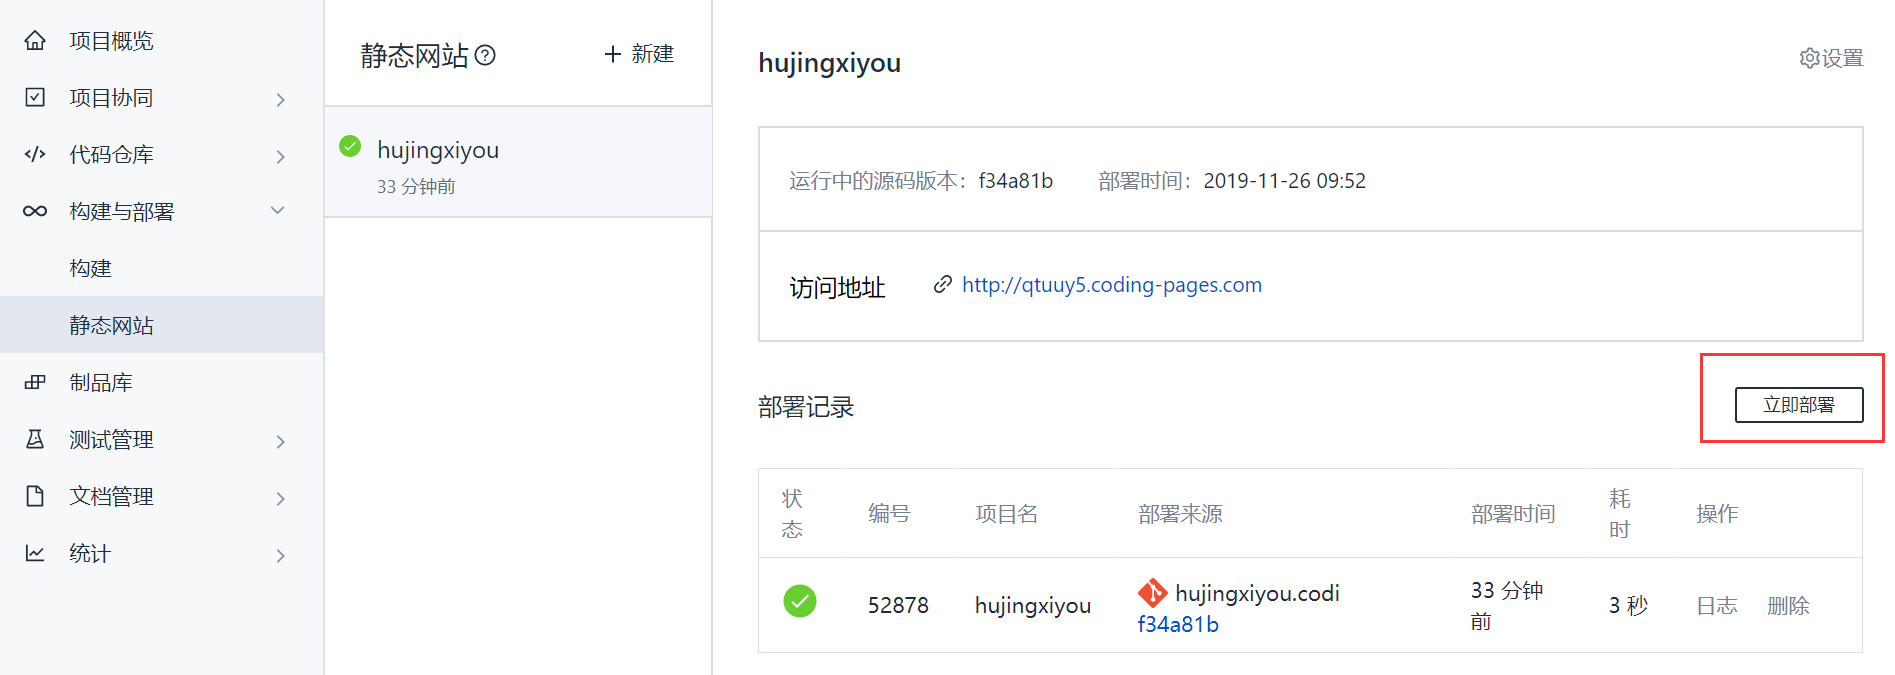 项目概览
项目协同
代码仓库
构建与部署
构建
静态网站
制品库
测试管理
文档管理
统计
静态网站
新建
hujingxiyou
33 分钟前
hujingxiyou
设置
运行中的源码版本：f34a81b 部署时间：2019-11-26 09:52
访问地址 http://qtuuy5.coding-pages.com
部署记录
立即部署
状态 编号 项目名 部署来源 部署时间 耗时 操作
52878 hujingxiyou hujingxiyou.codi f34a81b 33 分钟前 3 秒 日志 删除